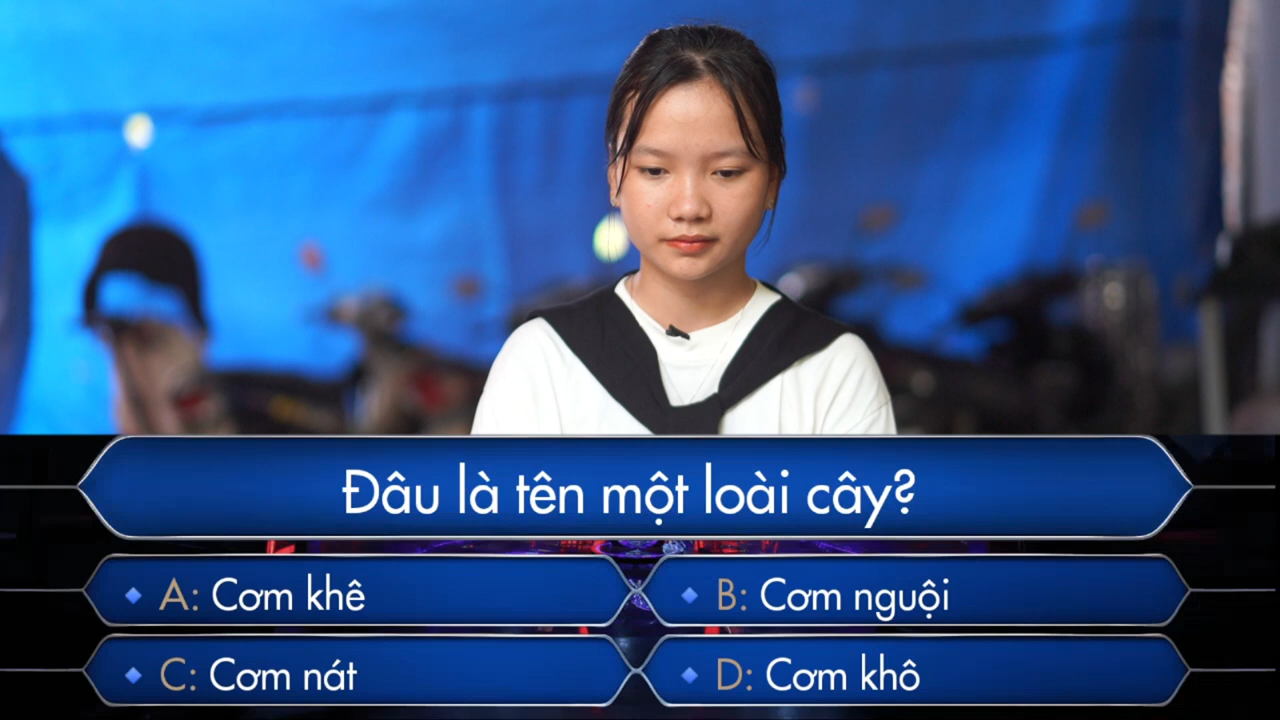 Đâu là tên một loài cây?
A: Cơm khê
B: Cơm nguội
C: Cơm nát
D: Cơm khô